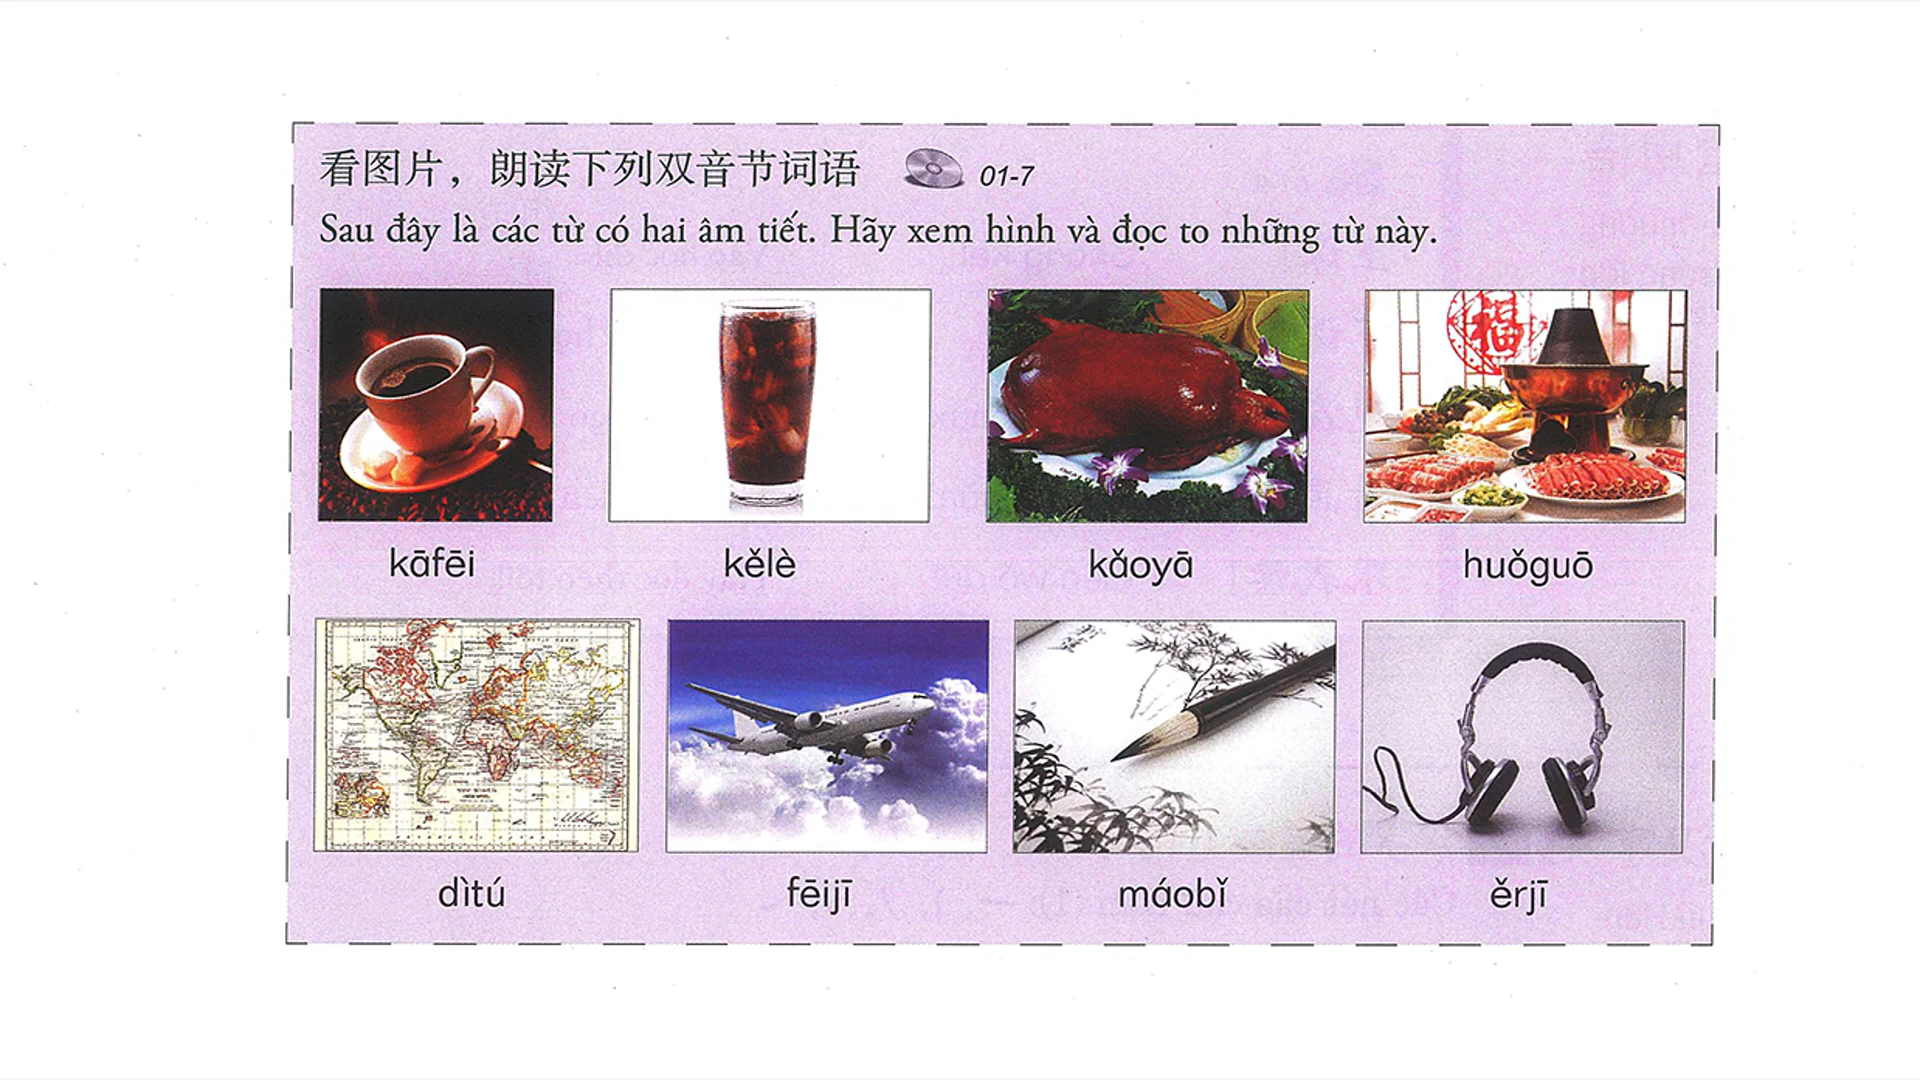 看图片，朗读下列双音节词语 01-7
Sau đây là các từ có hai âm tiết. Hãy xem hình và đọc to những từ này.
福
kāfēi kělè kǎoyā huǒguō
dìtú fēijī máobǐ ěrjī